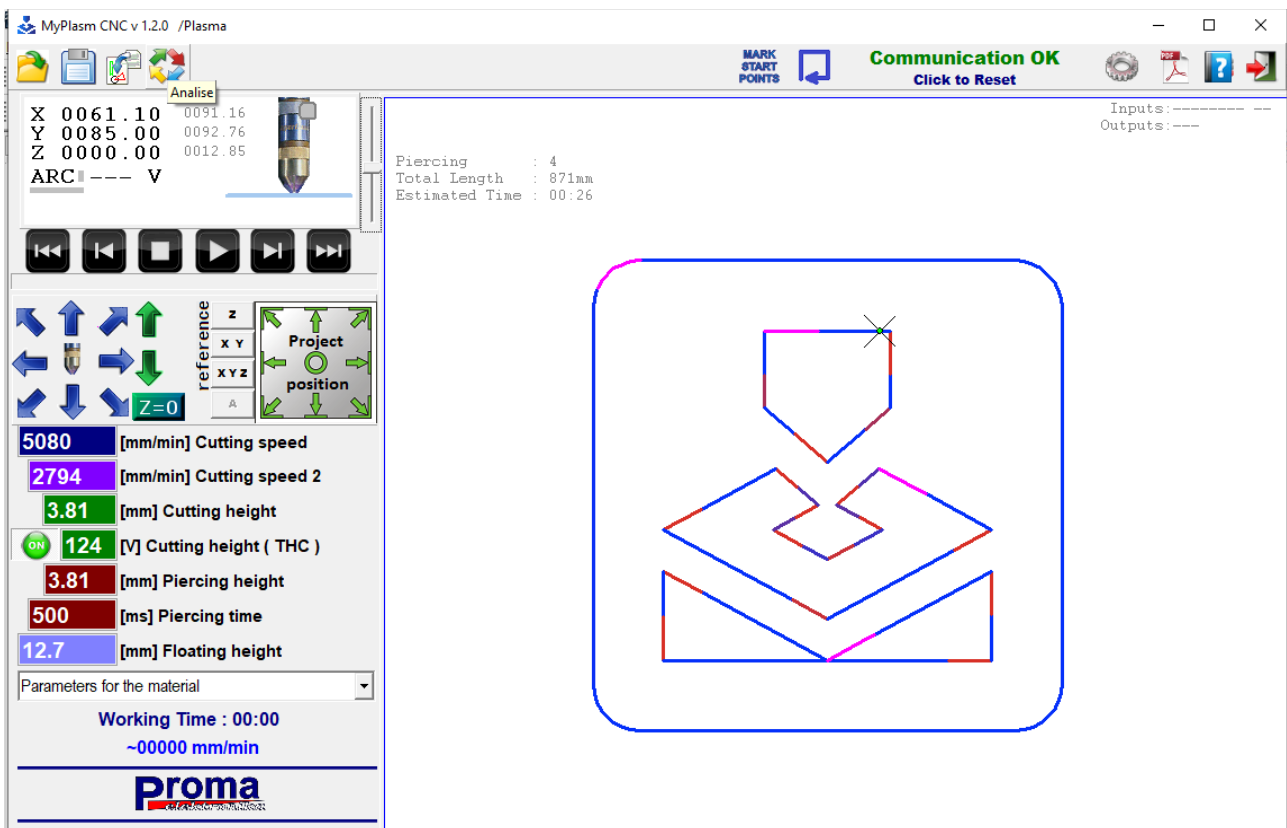 MyPlasm CNC v 1.2.0 /Plasma
Analise
MARK
START
POINTS
Communication OK
Click to Reset
PDF
?
X 0061.10 0091.16
Y 0085.00 0092.76
Z 0000.00 0012.85
ARC --- V
Inputs:-------- --
Outputs:---
Piercing : 4
Total Length : 871mm
Estimated Time : 00:26
reference
Z
X Y
X Y Z
A
Z=0
Project
position
5080 [mm/min] Cutting speed
2794 [mm/min] Cutting speed 2
3.81 [mm] Cutting height
ON 124 [V] Cutting height ( THC )
3.81 [mm] Piercing height
500 [ms] Piercing time
12.7 [mm] Floating height
Parameters for the material
Working Time : 00:00
~00000 mm/min
Proma